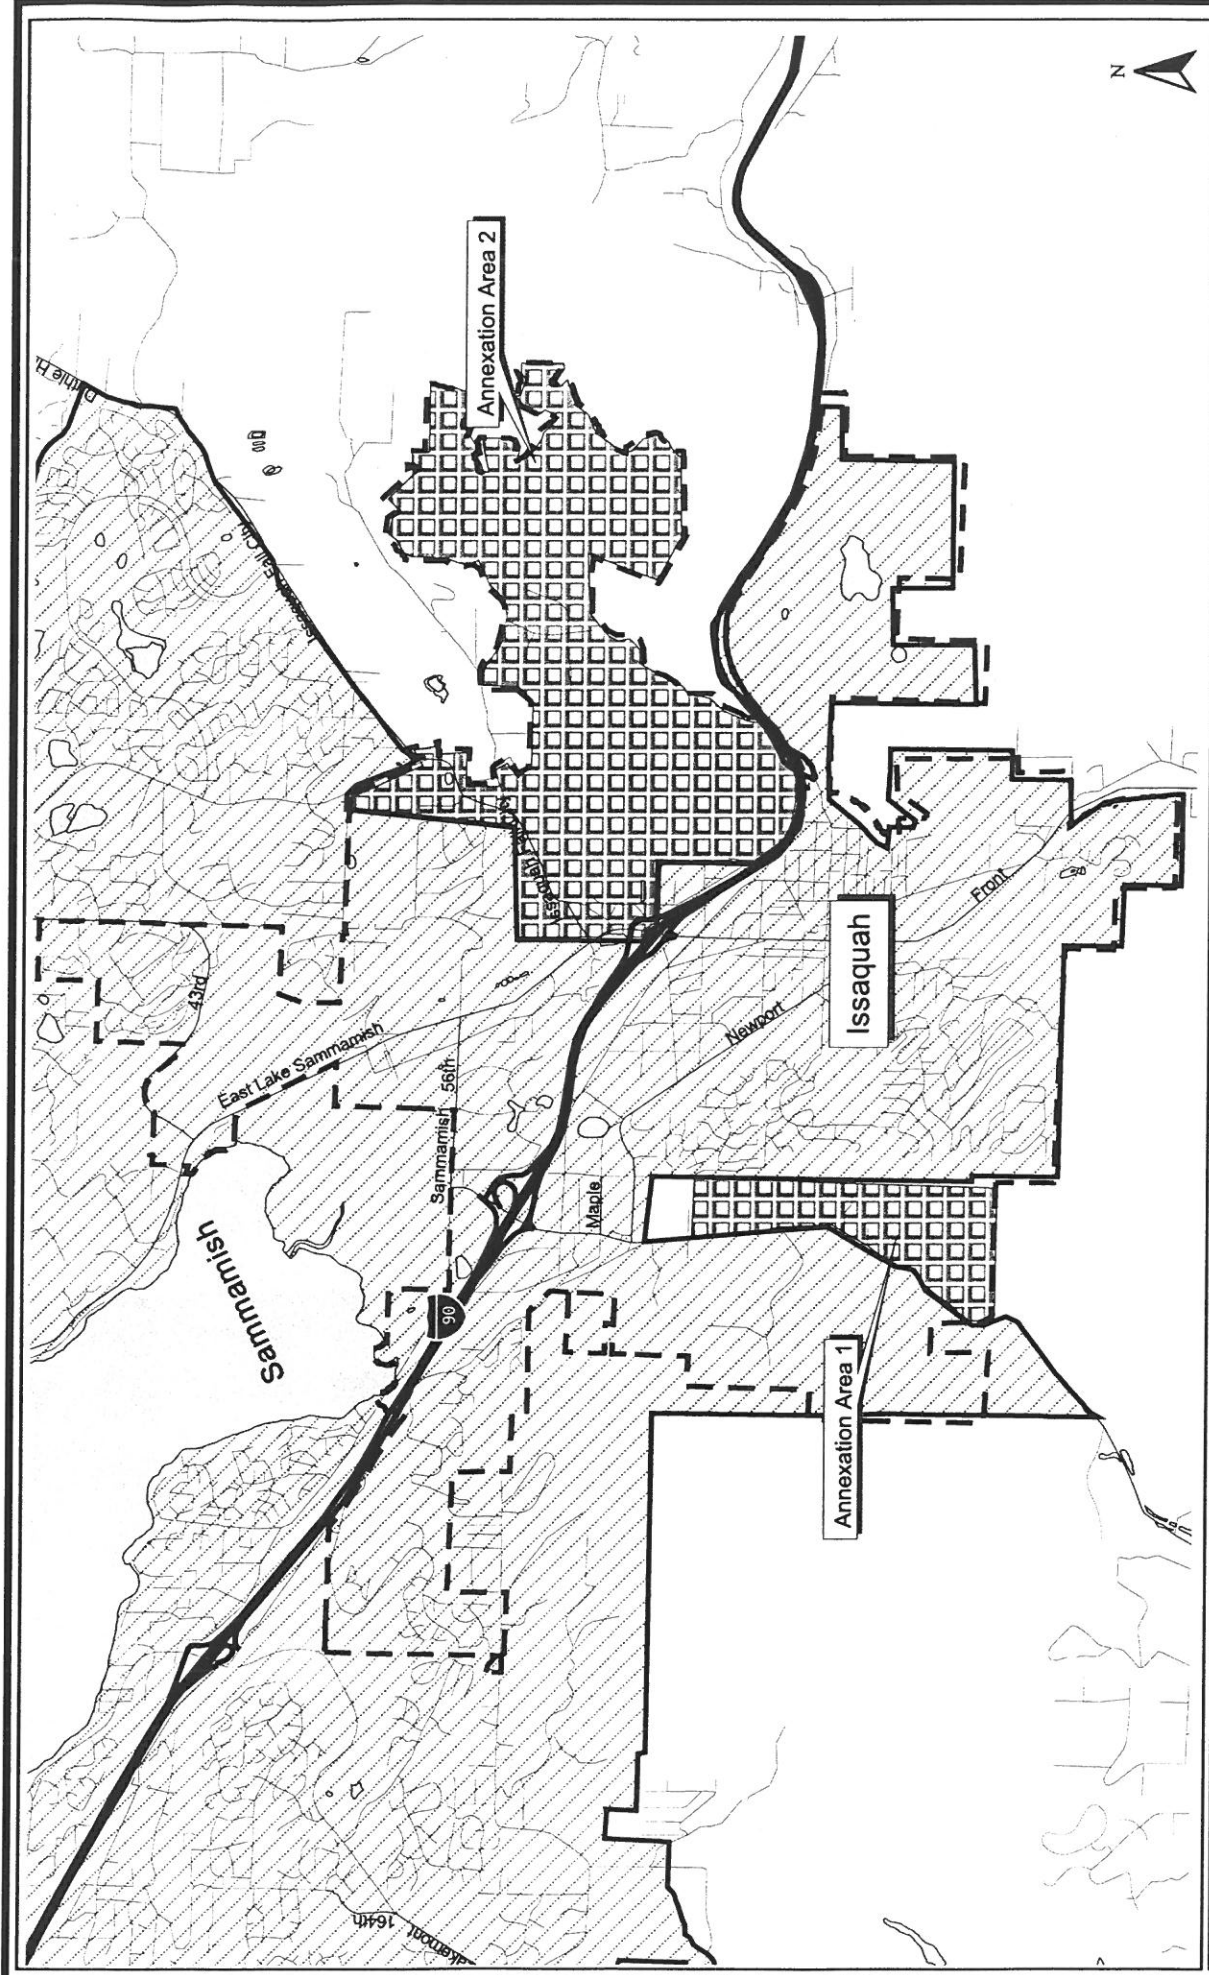 N
Annexation Area 2
43rd
East Lake Sammamish
Sammamish
56th
Sammamish
90
Maple
Newport
Front
Issaquah
Annexation Area 1
164th